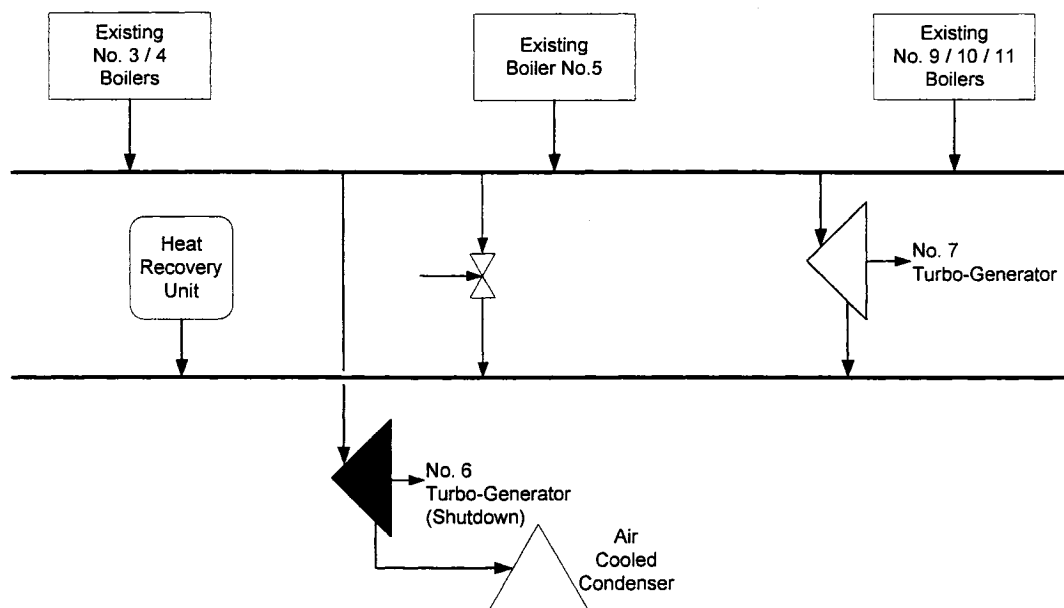 Existing
No. 3 / 4
Boilers
Existing
Boiler No.5
Existing
No. 9 / 10 / 11
Boilers
Heat
Recovery
Unit
No. 7
Turbo-Generator
No. 6
Turbo-Generator
(Shutdown)
Air
Cooled
Condenser